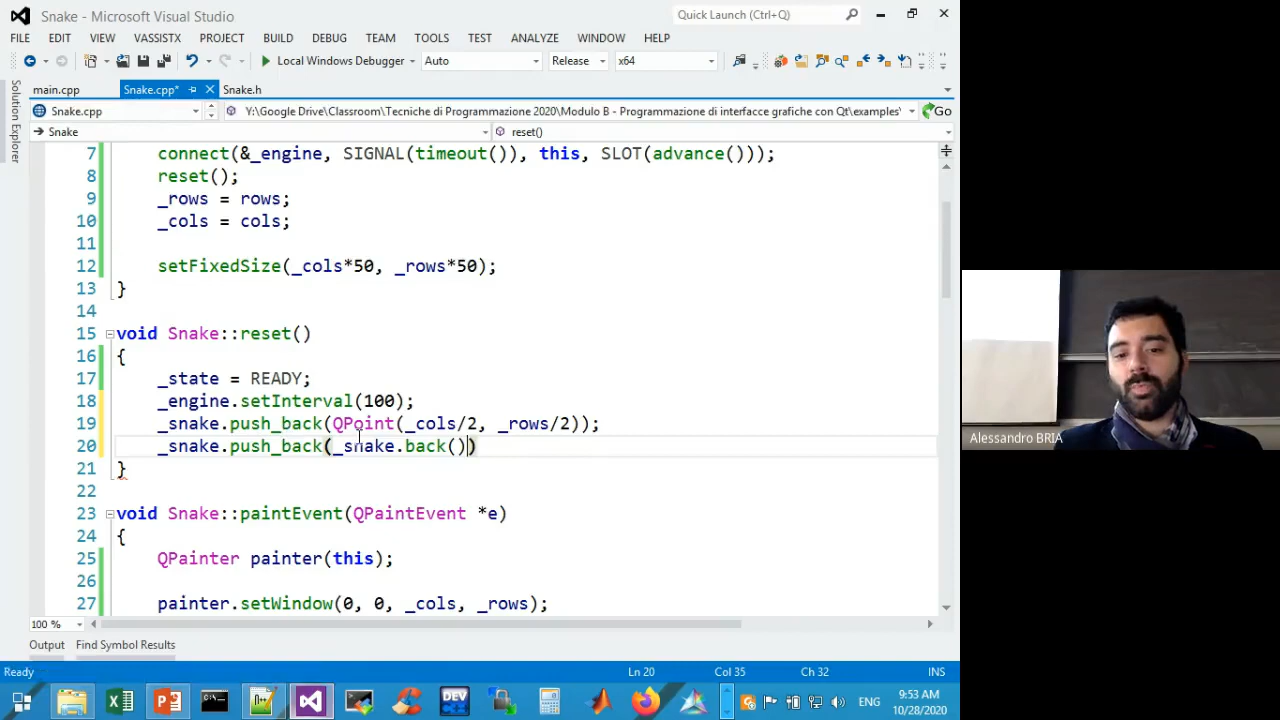 Snake - Microsoft Visual Studio
Quick Launch (Ctrl+Q)
FILE EDIT VIEW VASSISTX PROJECT BUILD DEBUG TEAM TOOLS TEST ANALYZE WINDOW HELP
Local Windows Debugger Auto Release x64
Solution Explorer
main.cpp Snake.cpp* Snake.h
Snake.cpp Y:\Google Drive\Classroom\Tecniche di Programmazione 2020\Modulo B - Programmazione di interfacce grafiche con Qt\examples\ Go
Snake reset()
7 connect(&_engine, SIGNAL(timeout()), this, SLOT(advance()));
8 reset();
9 _rows = rows;
10 _cols = cols;
11
12 setFixedSize(_cols*50, _rows*50);
13 }
14
15 void Snake::reset()
16 {
17 _state = READY;
18 _engine.setInterval(100);
19 _snake.push_back(QPoint(_cols/2, _rows/2));
20 _snake.push_back(_snake.back())
21 }
22
23 void Snake::paintEvent(QPaintEvent *e)
24 {
25 QPainter painter(this);
26
27 painter.setWindow(0, 0, _cols, _rows);
100 %
Output Find Symbol Results
Ready Ln 20 Col 35 Ch 32 INS
DEV C++
ENG
9:53 AM
10/28/2020
Alessandro BRIA